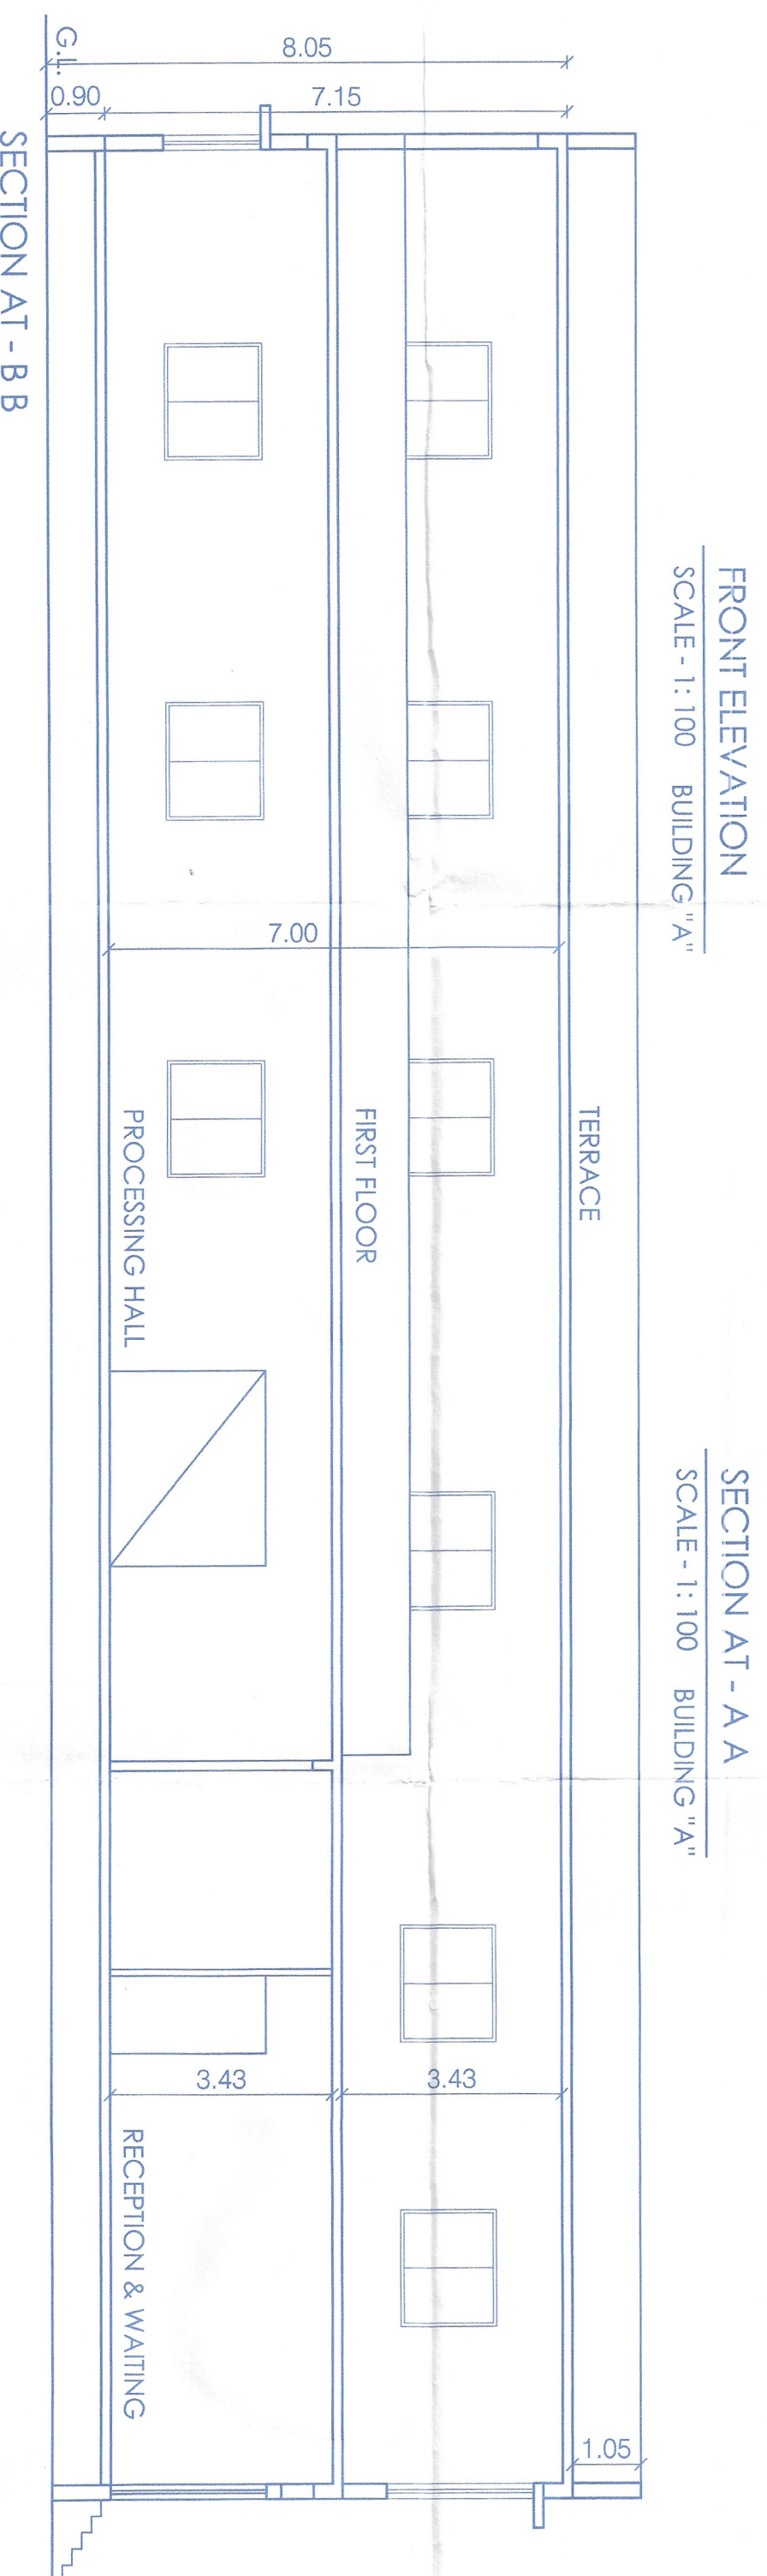 FRONT ELEVATION
SCALE - 1: 100 BUILDING "A"
SECTION AT - A A
SCALE - 1: 100 BUILDING "A"
1.05
TERRACE
3.43
FIRST FLOOR
7.00
7.15
8.05
3.43
PROCESSING HALL
RECEPTION & WAITING
0.90
G.L.
SECTION AT - B B